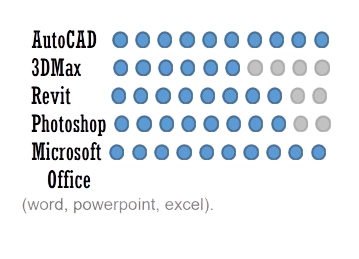 AutoCAD
3DMax
Revit
Photoshop
Microsoft
Office
(word, powerpoint, excel).